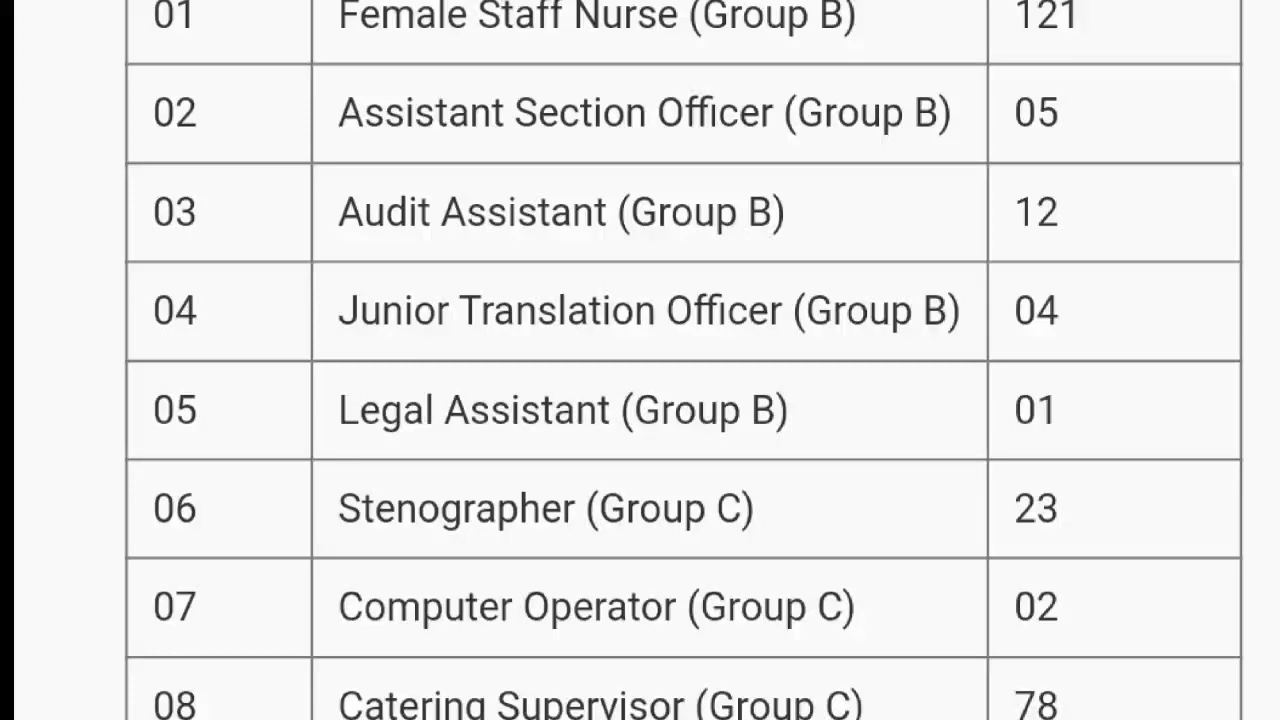 01 Female Staff Nurse (Group B) 121
02 Assistant Section Officer (Group B) 05
03 Audit Assistant (Group B) 12
04 Junior Translation Officer (Group B) 04
05 Legal Assistant (Group B) 01
06 Stenographer (Group C) 23
07 Computer Operator (Group C) 02
08 Catering Supervisor (Group C) 78